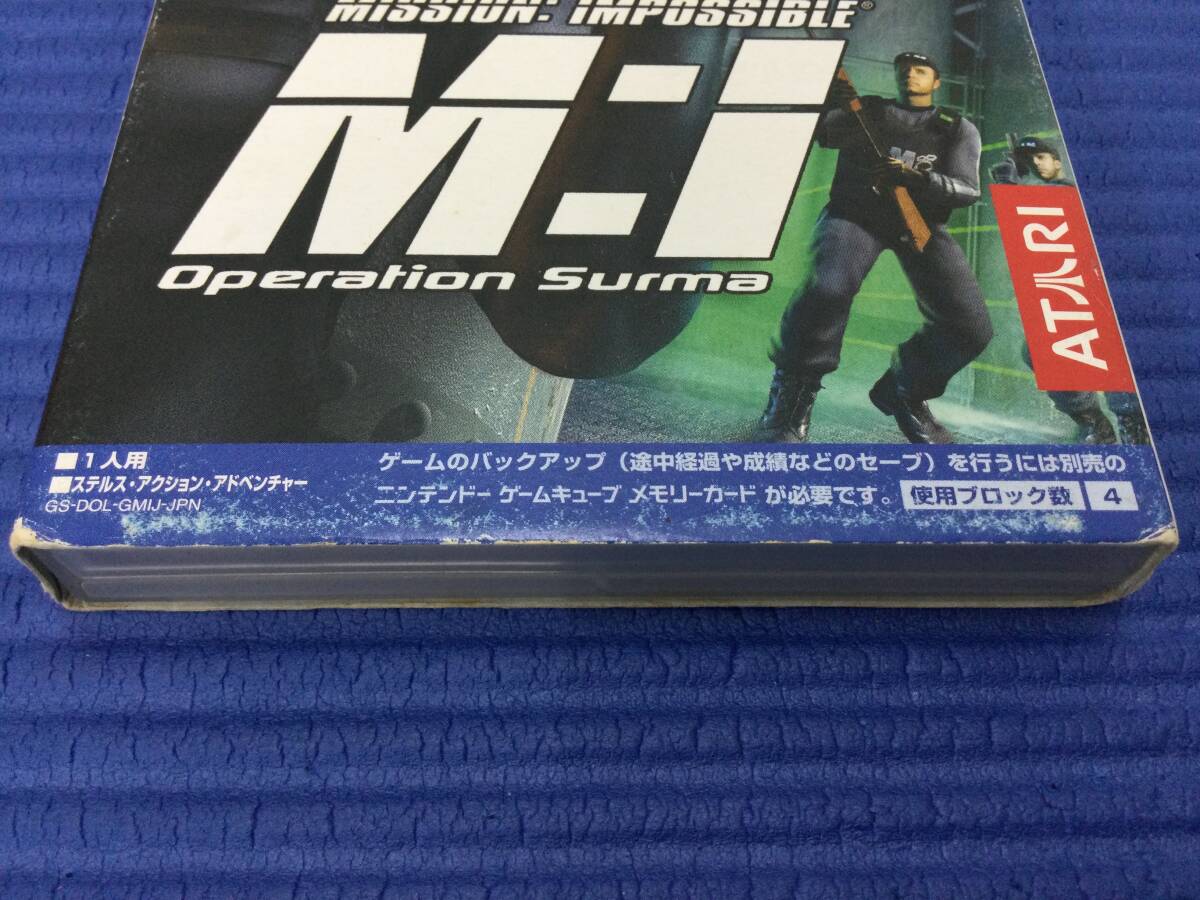 MISSION: IMPOSSIBLE®
M:I
Operation Surma
ATARI
■1人用
■ステルス・アクション・アドベンチャー
GS-DOL-GMIJ-JPN
ゲームのバックアップ（途中経過や成績などのセーブ）を行うには別売の
ニンテンドー ゲームキューブ メモリーカード が必要です。 使用ブロック数 4